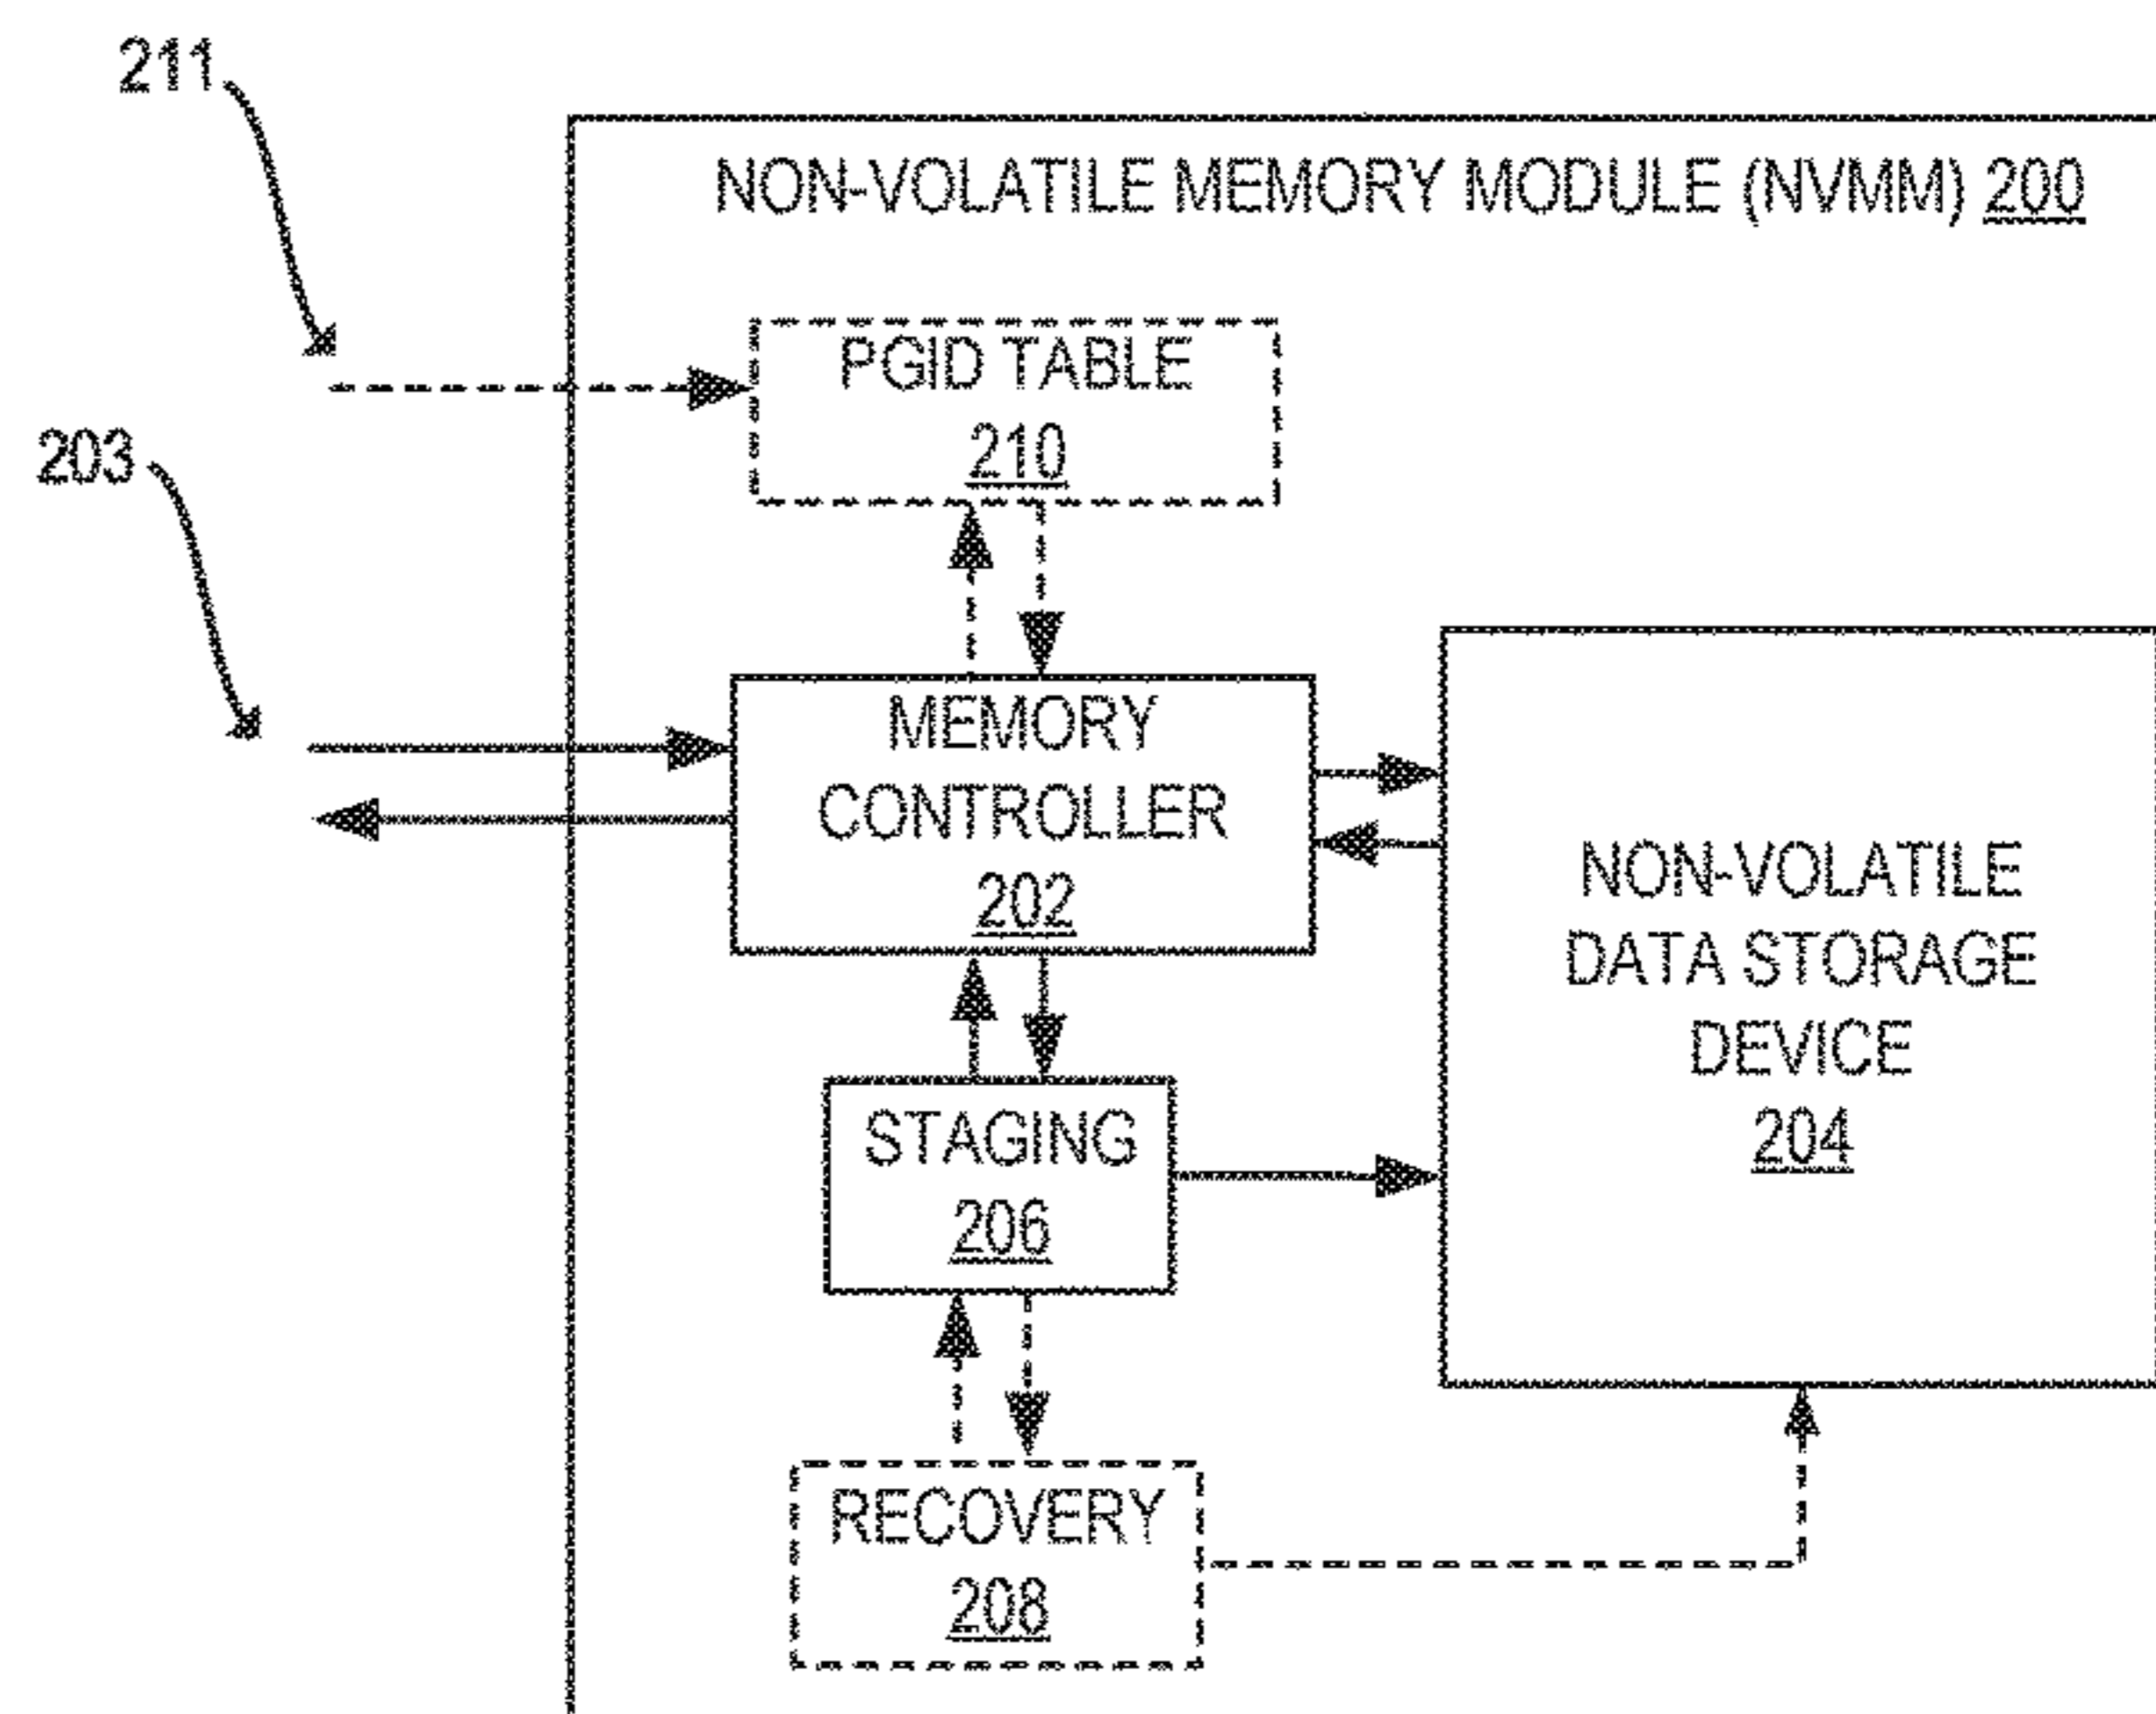 211
NON-VOLATILE MEMORY MODULE (NVMM) 200
PGID TABLE
210
203
MEMORY
CONTROLLER
202
NON-VOLATILE
DATA STORAGE
DEVICE
204
STAGING
206
RECOVERY
208